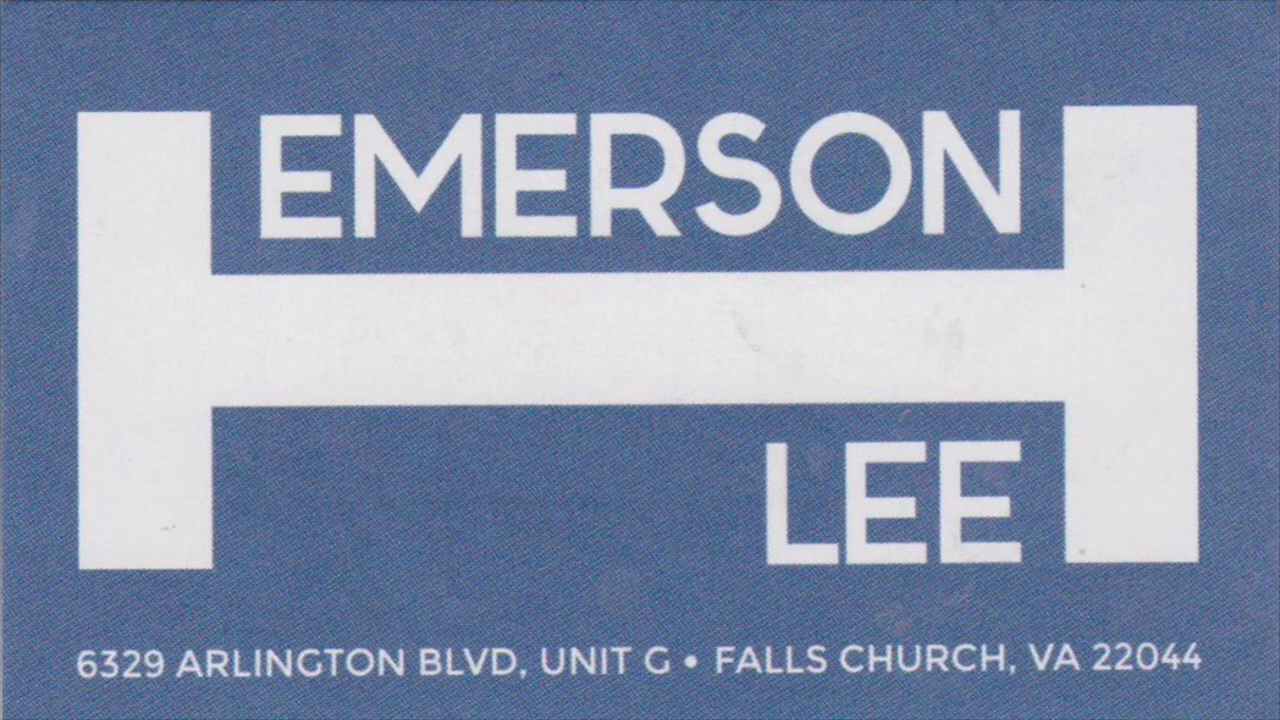 EMERSON
H
LEE
6329 ARLINGTON BLVD, UNIT G • FALLS CHURCH, VA 22044